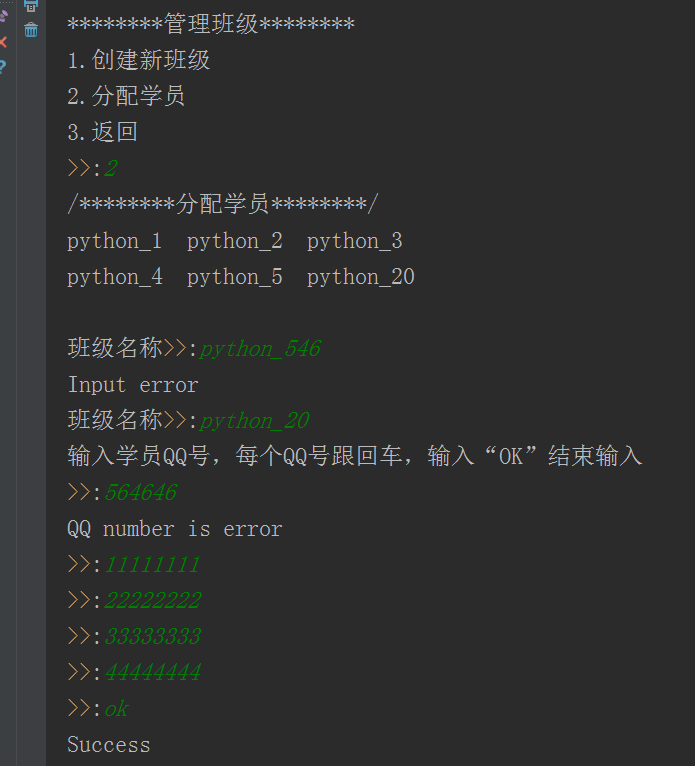 ********管理班级********
1.创建新班级
2.分配学员
3.返回
>>:2
/********分配学员********/
python_1  python_2  python_3
python_4  python_5  python_20
班级名称>>:python_546
Input error
班级名称>>:python_20
输入学员QQ号，每个QQ号跟回车，输入“OK”结束输入
>>:564646
QQ number is error
>>:11111111
>>:22222222
>>:33333333
>>:44444444
>>:ok
Success